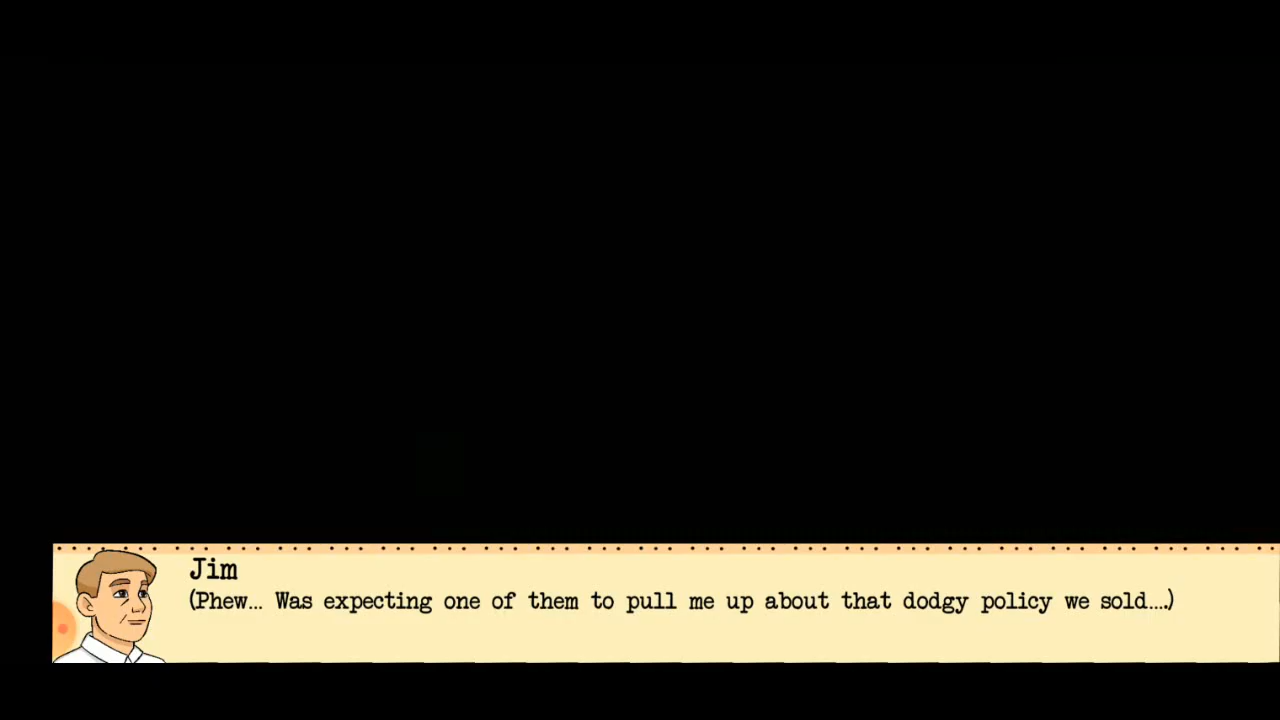 Jim
(Phew... Was expecting one of them to pull me up about that dodgy policy we sold....)